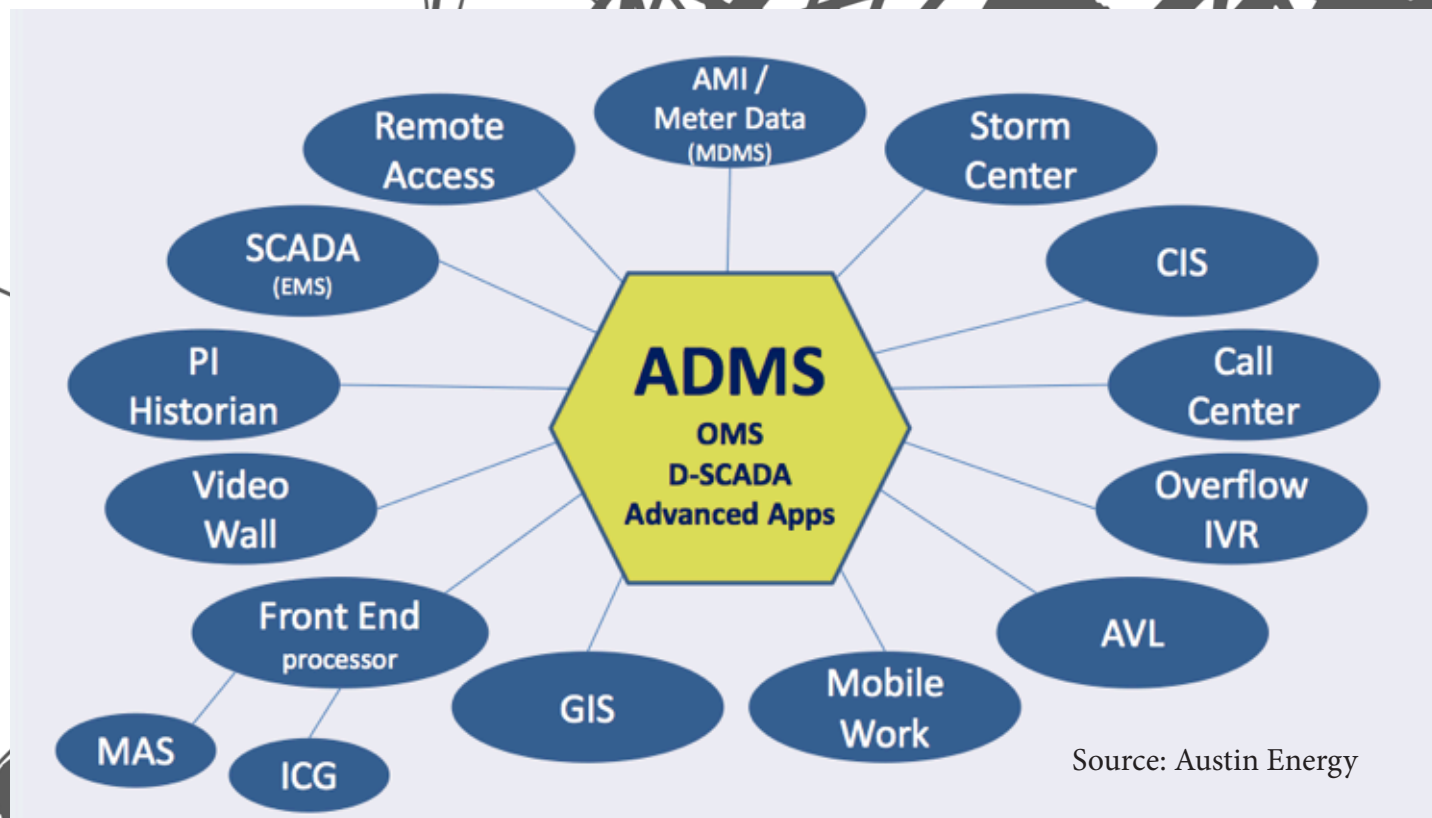 AMI /
Meter Data
(MDMS)
Remote
Access
Storm
Center
SCADA
(EMS)
CIS
PI
Historian
ADMS
OMS
D-SCADA
Advanced Apps
Call
Center
Video
Wall
Overflow
IVR
Front End
processor
AVL
GIS
Mobile
Work
MAS
ICG
Source: Austin Energy